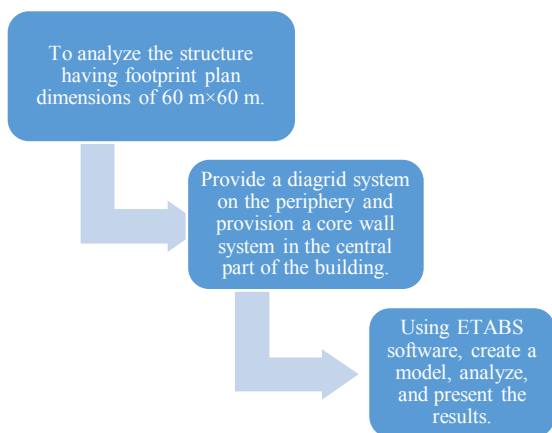 To analyze the structure
having footprint plan
dimensions of 60 m×60 m.
Provide a diagrid system
on the periphery and
provision a core wall
system in the central
part of the building.
Using ETABS
software, create a
model, analyze,
and present the
results.